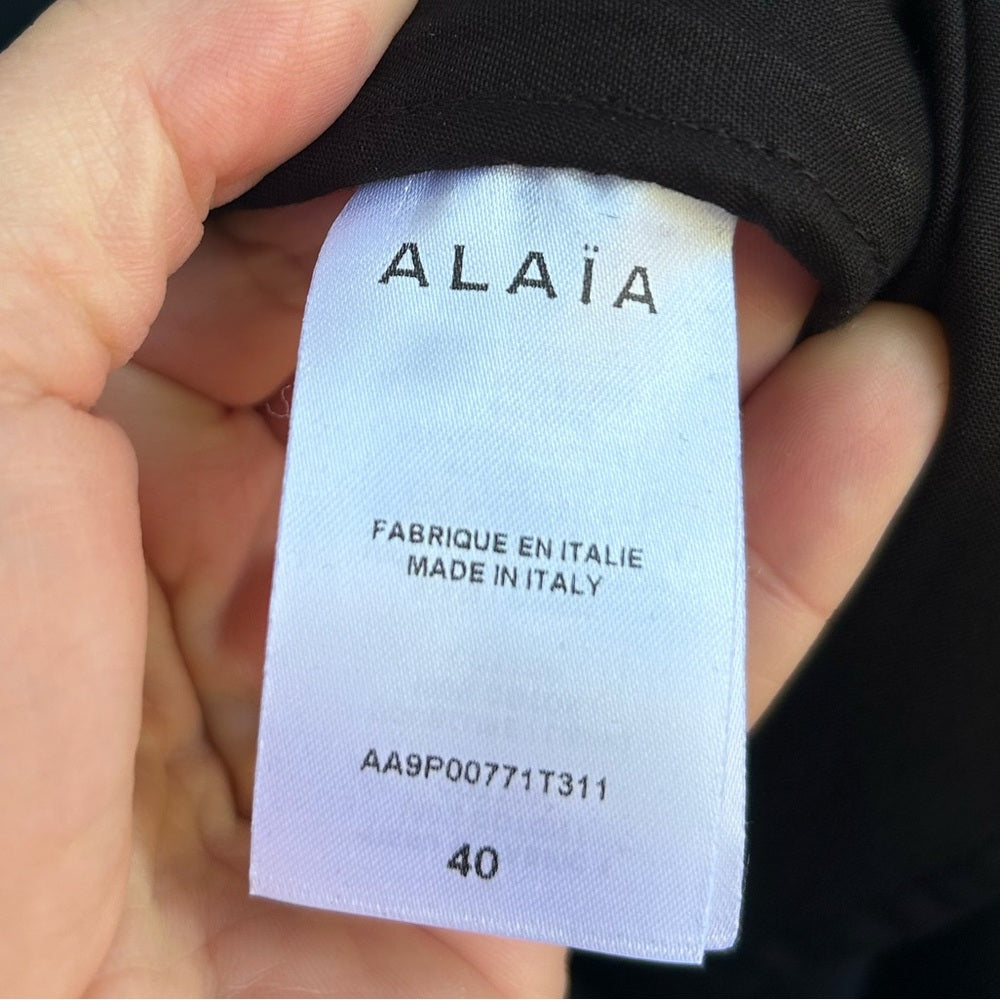 ALAÏA
FABRIQUE EN ITALIE
MADE IN ITALY
AA9P00771T311
40